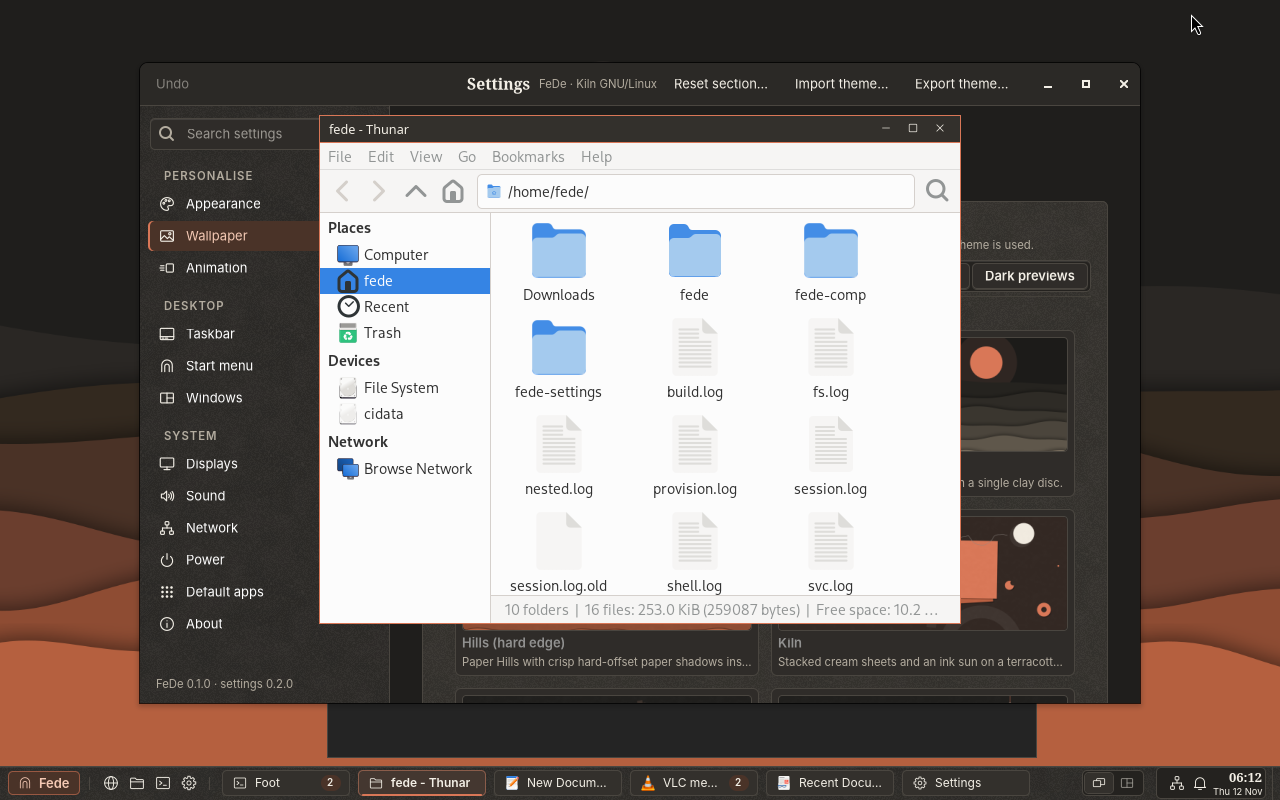 Undo
Settings FeDe · Kiln GNU/Linux
Reset section...
Import theme...
Export theme...
Search settings
PERSONALISE
Appearance
Wallpaper
Animation
DESKTOP
Taskbar
Start menu
Windows
SYSTEM
Displays
Sound
Network
Power
Default apps
About
FeDe 0.1.0 · settings 0.2.0
fede - Thunar
File Edit View Go Bookmarks Help
/home/fede/
Places
Computer
fede
Recent
Trash
Devices
File System
cidata
Network
Browse Network
Downloads fede fede-comp
fede-settings build.log fs.log
nested.log provision.log session.log
session.log.old shell.log svc.log
10 folders | 16 files: 253.0 KiB (259087 bytes) | Free space: 10.2 …
heme is used.
Dark previews
a single clay disc.
Hills (hard edge)
Paper Hills with crisp hard-offset paper shadows ins...
Kiln
Stacked cream sheets and an ink sun on a terracott...
Fede
Foot 2
fede - Thunar
New Docum...
VLC me... 2
Recent Docu...
Settings
06:12
Thu 12 Nov